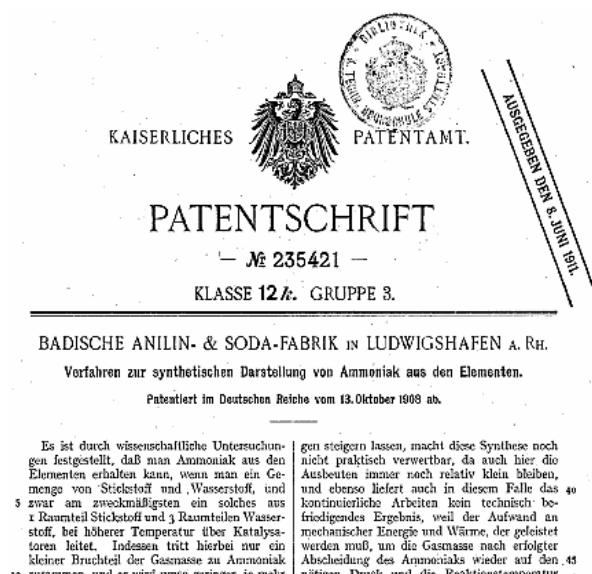 BIBLIOTHEK
KAISERLICHES PATENTAMT.
AUSGEGEBEN DEN 8. JUNI 1911.
PATENTSCHRIFT
— № 235421 —
KLASSE 12k. GRUPPE 3.
BADISCHE ANILIN- & SODA-FABRIK IN LUDWIGSHAFEN A. RH.
Verfahren zur synthetischen Darstellung von Ammoniak aus den Elementen.
Patentiert im Deutschen Reiche vom 13. Oktober 1908 ab.
Es ist durch wissenschaftliche Untersuchun-
gen festgestellt, daß man Ammoniak aus den
Elementen erhalten kann, wenn man ein Ge-
menge von Stickstoff und Wasserstoff, und
5 zwar am zweckmäßigsten ein solches aus
1 Raumteil Stickstoff und 3 Raumteilen Wasser-
stoff, bei höherer Temperatur über Katalysa-
toren leitet. Indessen tritt hierbei nur ein
kleiner Bruchteil der Gasmasse zu Ammoniak
gen steigern lassen, macht diese Synthese noch
nicht praktisch verwertbar, da auch hier die
Ausbeuten immer noch relativ klein bleiben,
und ebenso liefert auch in diesem Falle das 40
kontinuierliche Arbeiten kein technisch be-
friedigendes Ergebnis, weil der Aufwand an
mechanischer Energie und Wärme, der geleistet
werden muß, um die Gasmasse nach erfolgter
Abscheidung des Ammoniaks wieder auf den 45
nötigen Druck und die Reaktionstemperatur